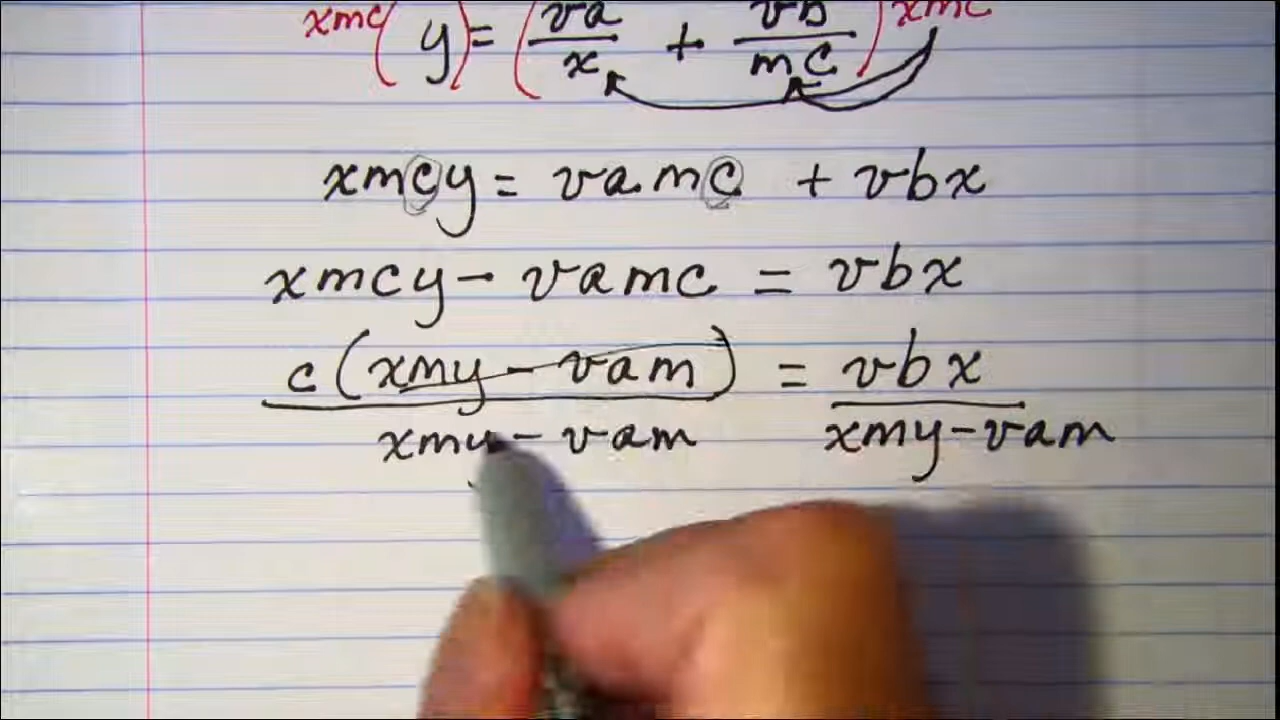 xmc( y ) = ( va/x + vb/mc ) xmc
xmcy = vamc + vbx
xmcy - vamc = vbx
c(xmy - vam) = vbx
xmy - vam xmy - vam